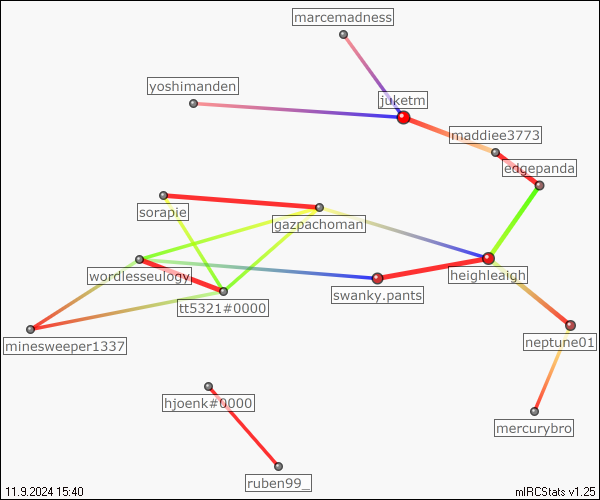 marcemadness
yoshimanden
juketm
maddiee3773
edgepanda
sorapie
gazpachoman
wordlesseulogy
heighleaigh
swanky.pants
tt5321#0000
neptune01
minesweeper1337
hjoenk#0000
mercurybro
ruben99_
11.9.2024 15:40
mIRCStats v1.25